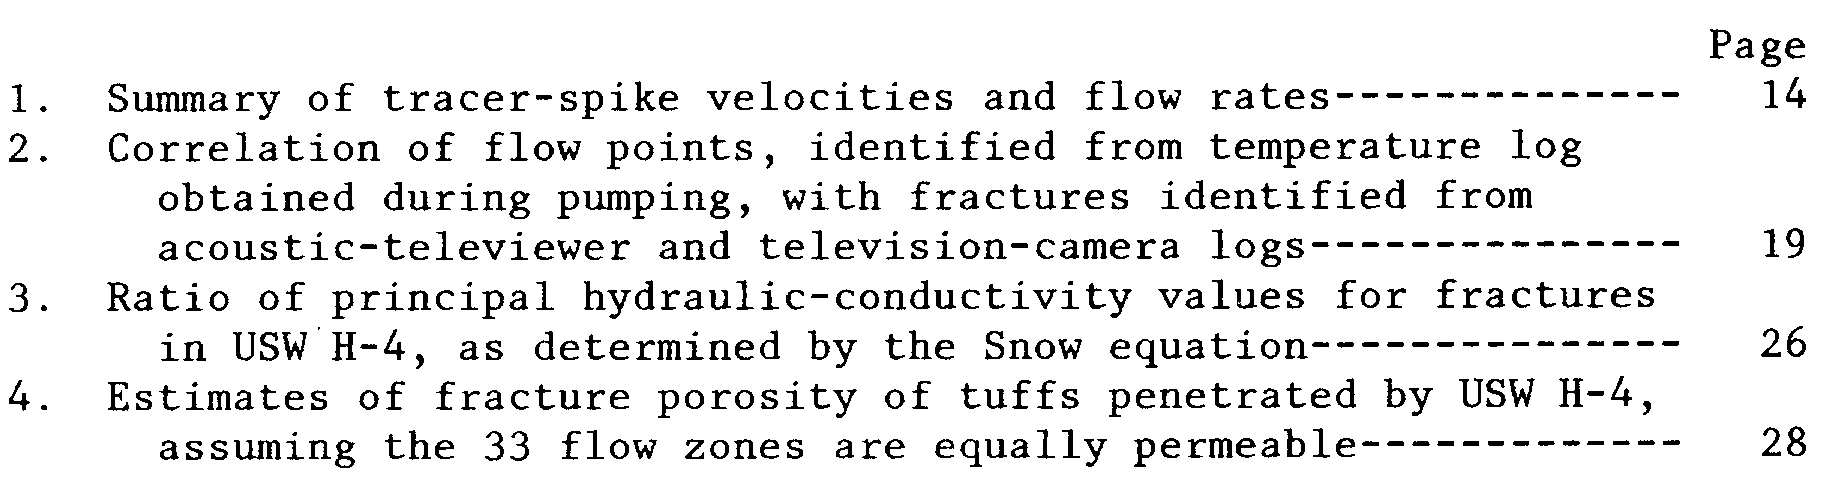 Page
1. Summary of tracer-spike velocities and flow rates-------------- 14
2. Correlation of flow points, identified from temperature log
obtained during pumping, with fractures identified from
acoustic-televiewer and television-camera logs--------------- 19
3. Ratio of principal hydraulic-conductivity values for fractures
in USW H-4, as determined by the Snow equation--------------- 26
4. Estimates of fracture porosity of tuffs penetrated by USW H-4,
assuming the 33 flow zones are equally permeable------------- 28